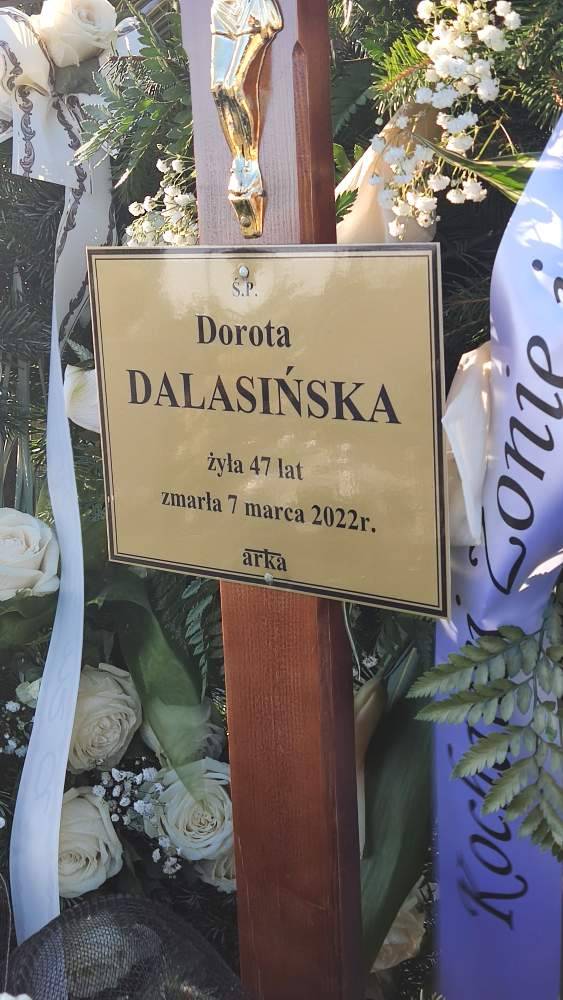 Ś.P.
Dorota
DALASIŃSKA
żyła 47 lat
zmarła 7 marca 2022r.
arka
Żonie i